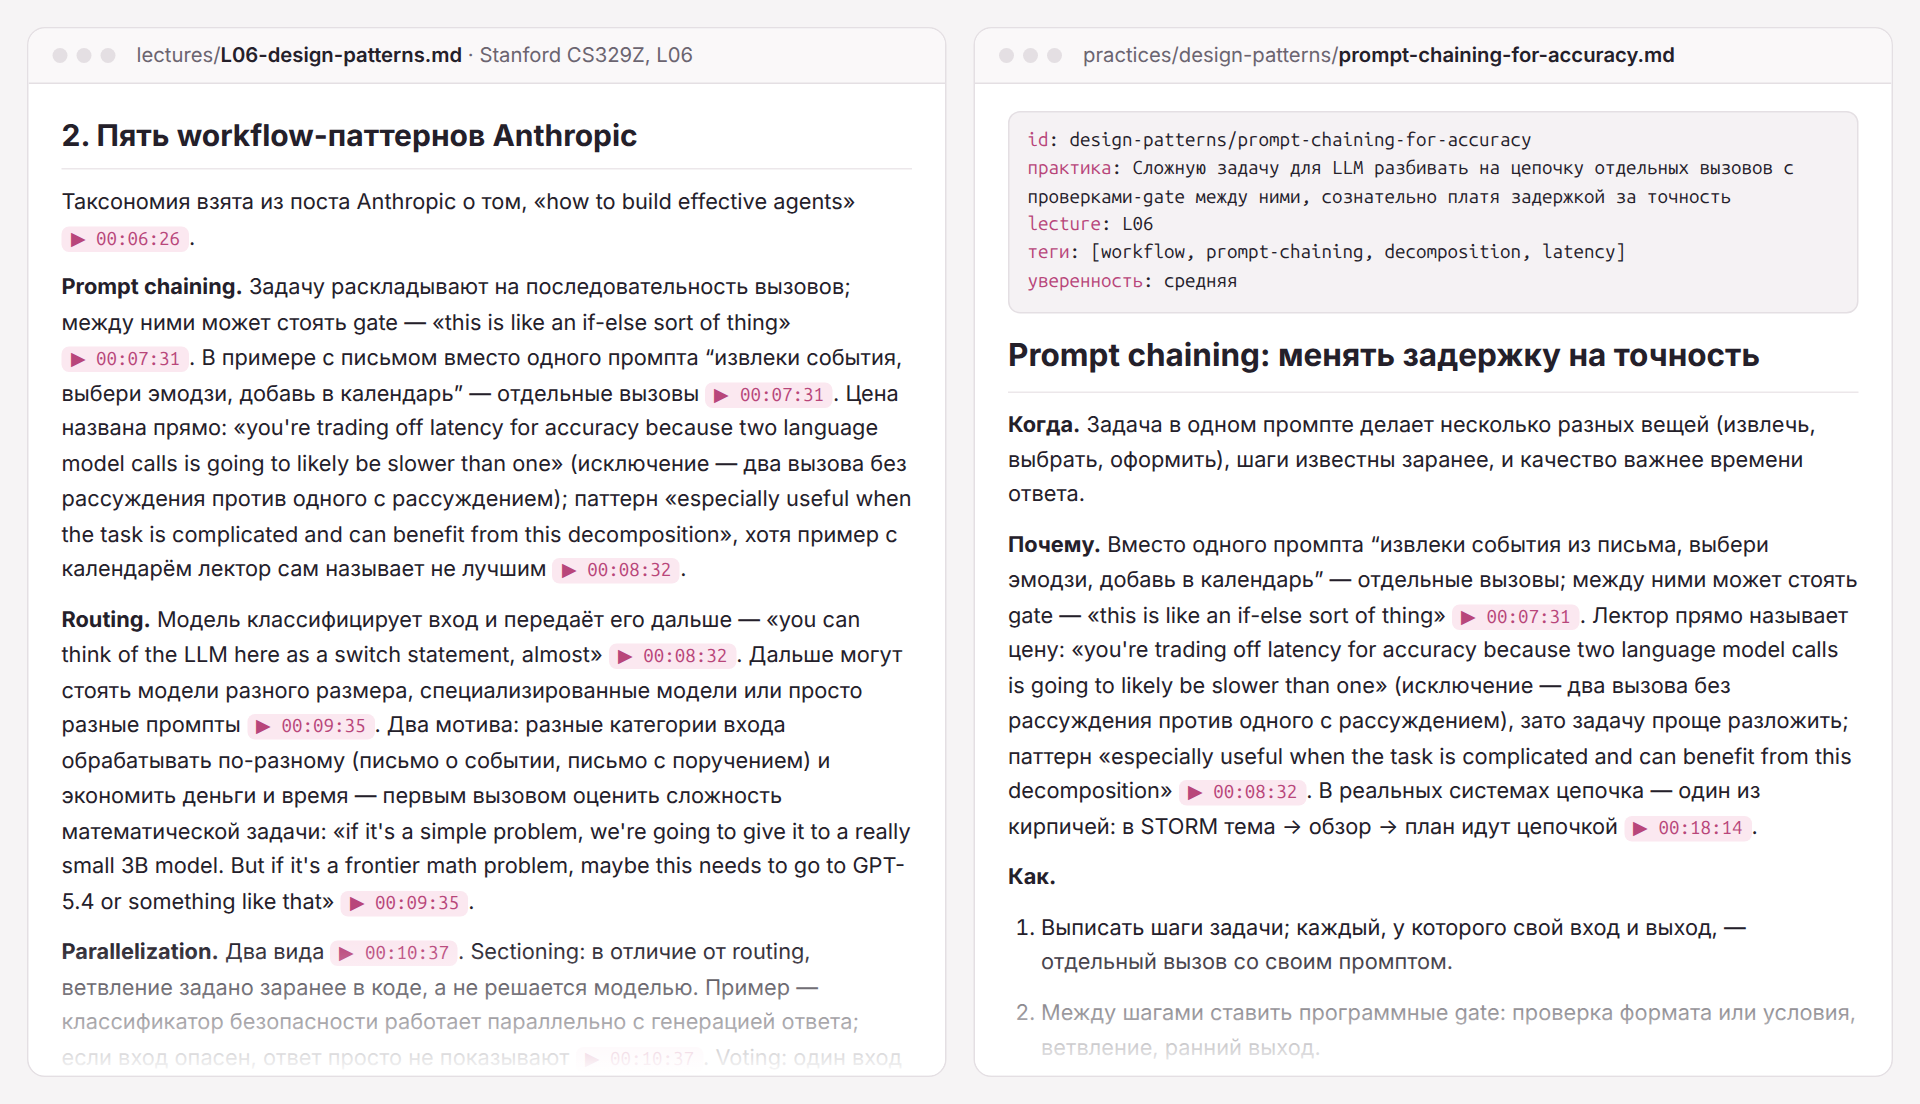 lectures/L06-design-patterns.md · Stanford CS329Z, L06
2. Пять workflow-паттернов Anthropic
Таксономия взята из поста Anthropic о том, «how to build effective agents»
▶ 00:06:26.
Prompt chaining. Задачу раскладывают на последовательность вызовов;
между ними может стоять gate — «this is like an if-else sort of thing»
▶ 00:07:31. В примере с письмом вместо одного промпта “извлеки события,
выбери эмодзи, добавь в календарь” — отдельные вызовы ▶ 00:07:31. Цена
названа прямо: «you're trading off latency for accuracy because two language
model calls is going to likely be slower than one» (исключение — два вызова без
рассуждения против одного с рассуждением); паттерн «especially useful when
the task is complicated and can benefit from this decomposition», хотя пример с
календарём лектор сам называет не лучшим ▶ 00:08:32.
Routing. Модель классифицирует вход и передаёт его дальше — «you can
think of the LLM here as a switch statement, almost» ▶ 00:08:32. Дальше могут
стоять модели разного размера, специализированные модели или просто
разные промпты ▶ 00:09:35. Два мотива: разные категории входа
обрабатывать по-разному (письмо о событии, письмо с поручением) и
экономить деньги и время — первым вызовом оценить сложность
математической задачи: «if it's a simple problem, we're going to give it to a really
small 3B model. But if it's a frontier math problem, maybe this needs to go to GPT-
5.4 or something like that» ▶ 00:09:35.
Parallelization. Два вида ▶ 00:10:37. Sectioning: в отличие от routing,
ветвление задано заранее в коде, а не решается моделью. Пример —
классификатор безопасности работает параллельно с генерацией ответа;
если вход опасен, ответ просто не показывают ▶ 00:10:37. Voting: один вход
practices/design-patterns/prompt-chaining-for-accuracy.md
id: design-patterns/prompt-chaining-for-accuracy
практика: Сложную задачу для LLM разбивать на цепочку отдельных вызовов с
проверками-gate между ними, сознательно платя задержкой за точность
lecture: L06
теги: [workflow, prompt-chaining, decomposition, latency]
уверенность: средняя
Prompt chaining: менять задержку на точность
Когда. Задача в одном промпте делает несколько разных вещей (извлечь,
выбрать, оформить), шаги известны заранее, и качество важнее времени
ответа.
Почему. Вместо одного промпта “извлеки события из письма, выбери
эмодзи, добавь в календарь” — отдельные вызовы; между ними может стоять
gate — «this is like an if-else sort of thing» ▶ 00:07:31. Лектор прямо называет
цену: «you're trading off latency for accuracy because two language model calls
is going to likely be slower than one» (исключение — два вызова без
рассуждения против одного с рассуждением), зато задачу проще разложить;
паттерн «especially useful when the task is complicated and can benefit from this
decomposition» ▶ 00:08:32. В реальных системах цепочка — один из
кирпичей: в STORM тема → обзор → план идут цепочкой ▶ 00:18:14.
Как.
1. Выписать шаги задачи; каждый, у которого свой вход и выход, —
отдельный вызов со своим промптом.
2. Между шагами ставить программные gate: проверка формата или условия,
ветвление, ранний выход.